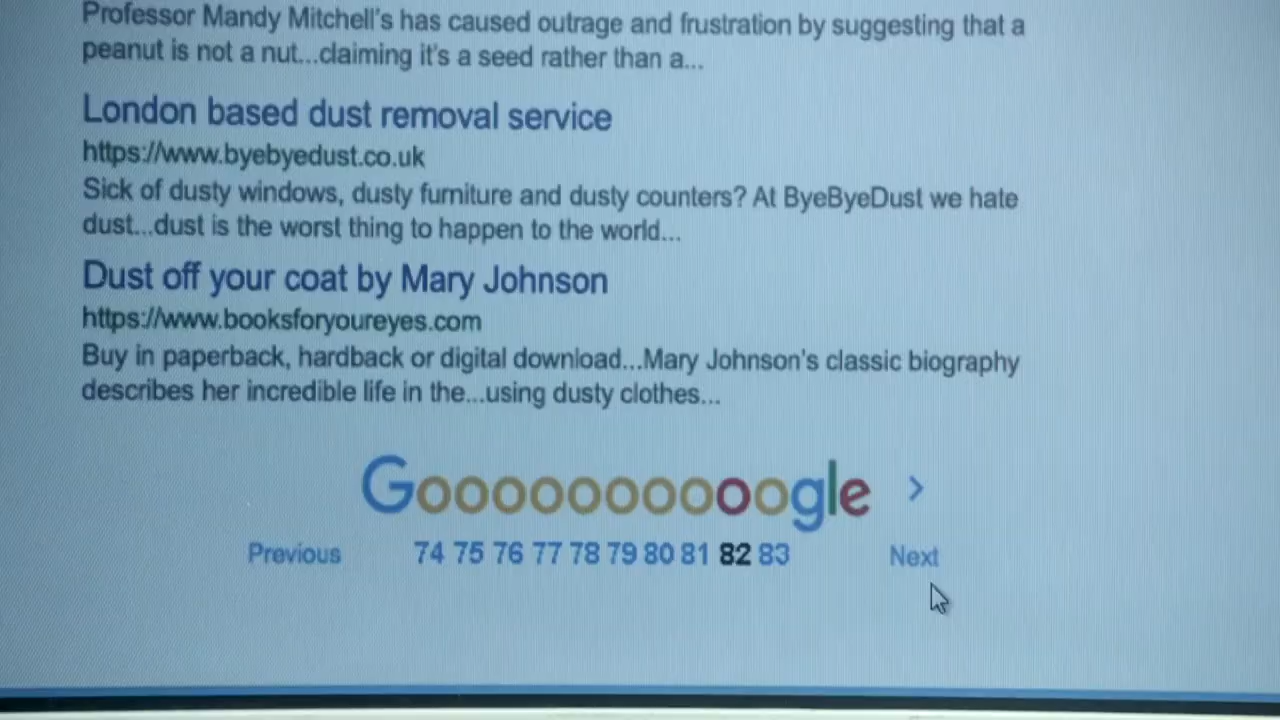 Professor Mandy Mitchell's has caused outrage and frustration by suggesting that a
peanut is not a nut...claiming it's a seed rather than a...
London based dust removal service
https://www.byebyedust.co.uk
Sick of dusty windows, dusty furniture and dusty counters? At ByeByeDust we hate
dust...dust is the worst thing to happen to the world...
Dust off your coat by Mary Johnson
https://www.booksforyoureyes.com
Buy in paperback, hardback or digital download...Mary Johnson's classic biography
describes her incredible life in the...using dusty clothes...
Gooooooooooogle >
Previous 74 75 76 77 78 79 80 81 82 83 Next